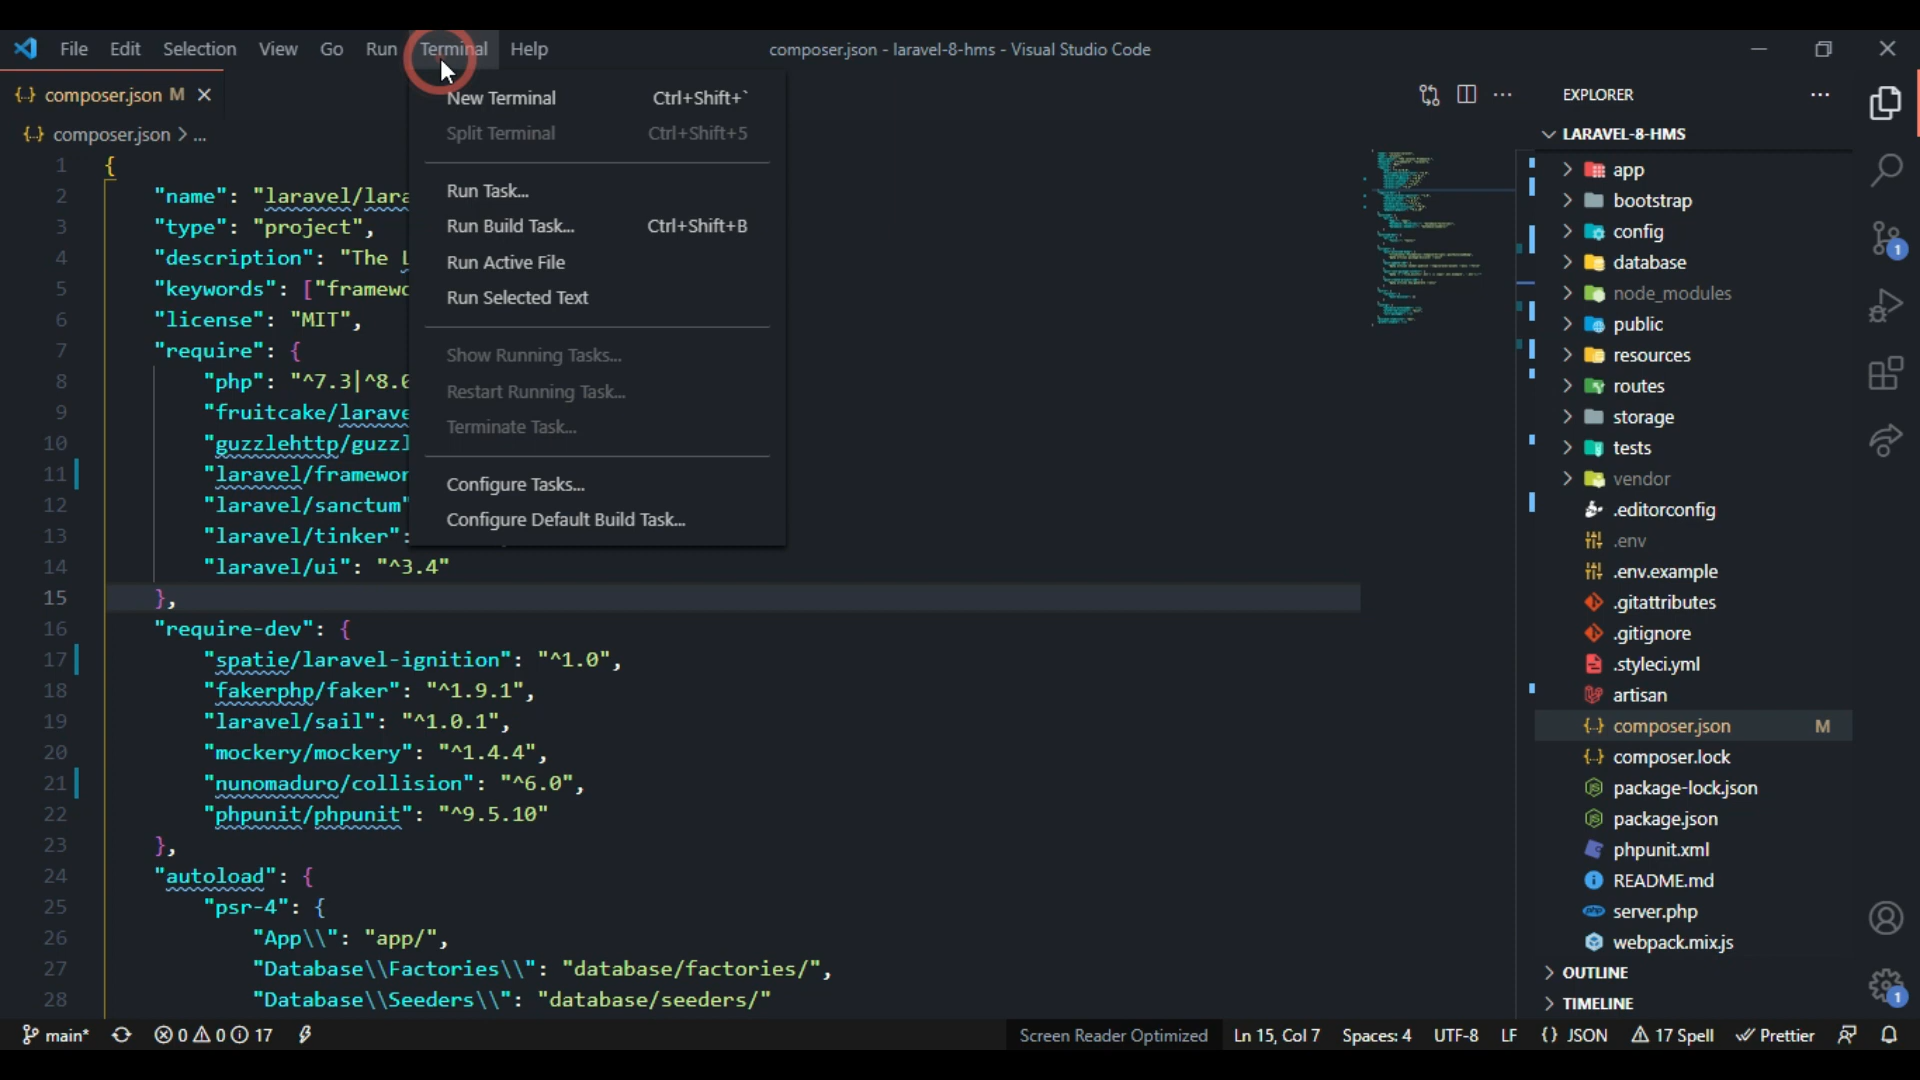 File Edit Selection View Go Run Terminal Help composer.json - laravel-8-hms - Visual Studio Code
composer.json M
composer.json > ...
New Terminal Ctrl+Shift+`
Split Terminal Ctrl+Shift+5
Run Task...
Run Build Task... Ctrl+Shift+B
Run Active File
Run Selected Text
Show Running Tasks...
Restart Running Task...
Terminate Task...
Configure Tasks...
Configure Default Build Task...
1 {
2 "name": "laravel/lara
3 "type": "project",
4 "description": "The L
5 "keywords": ["framewo
6 "license": "MIT",
7 "require": {
8 "php": "^7.3|^8.0
9 "fruitcake/larave
10 "guzzlehttp/guzzl
11 "laravel/framewor
12 "laravel/sanctum"
13 "laravel/tinker":
14 "laravel/ui": "^3.4"
15 },
16 "require-dev": {
17 "spatie/laravel-ignition": "^1.0",
18 "fakerphp/faker": "^1.9.1",
19 "laravel/sail": "^1.0.1",
20 "mockery/mockery": "^1.4.4",
21 "nunomaduro/collision": "^6.0",
22 "phpunit/phpunit": "^9.5.10"
23 },
24 "autoload": {
25 "psr-4": {
26 "App\\": "app/",
27 "Database\\Factories\\": "database/factories/",
28 "Database\\Seeders\\": "database/seeders/"
EXPLORER
LARAVEL-8-HMS
app
bootstrap
config
database
node_modules
public
resources
routes
storage
tests
vendor
.editorconfig
.env
.env.example
.gitattributes
.gitignore
.styleci.yml
artisan
composer.json M
composer.lock
package-lock.json
package.json
phpunit.xml
README.md
server.php
webpack.mix.js
OUTLINE
TIMELINE
1
1
main* 0 0 17 Screen Reader Optimized Ln 15, Col 7 Spaces: 4 UTF-8 LF {} JSON 17 Spell Prettier